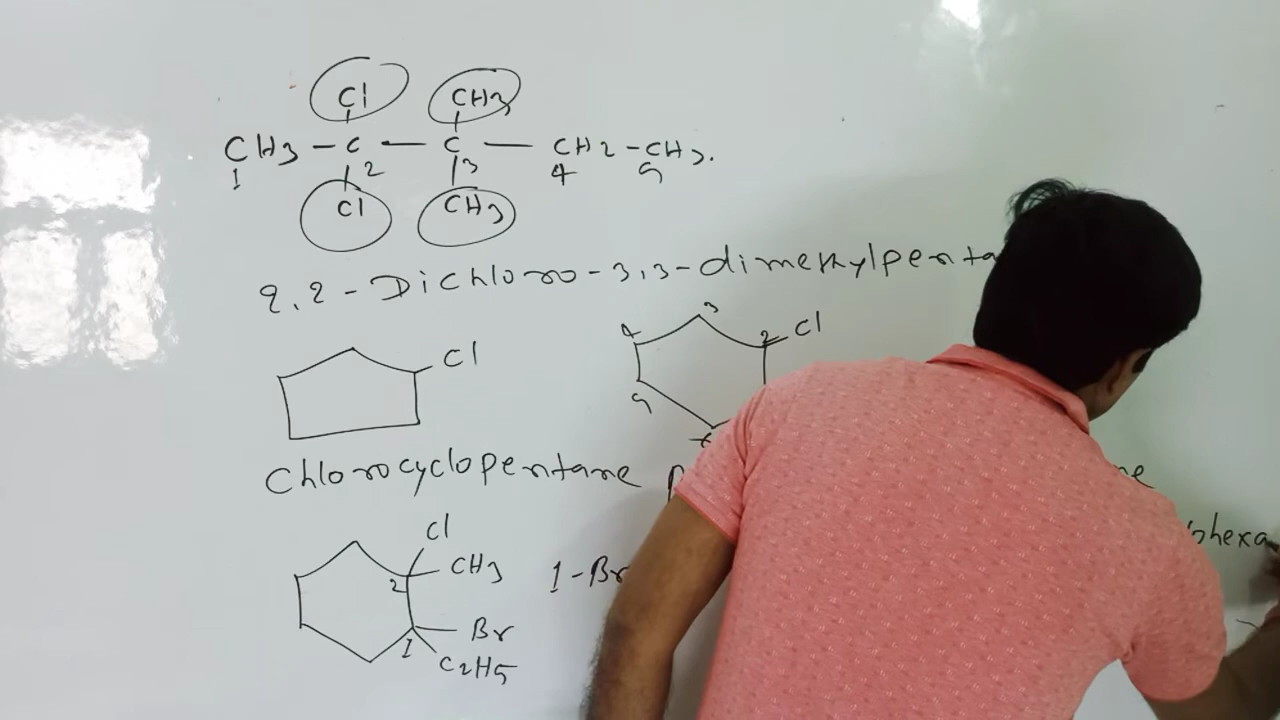 Cl CH3
CH3 - C - C - CH2 - CH3.
1 2 3 4 5
Cl CH3
2,2-Dichloro-3,3-dimethylpenta
Cl
3
4 2 Cl
5
Chlorocyclopentane
Cl
2 CH3
1-Br
ohexa
1 Br
C2H5